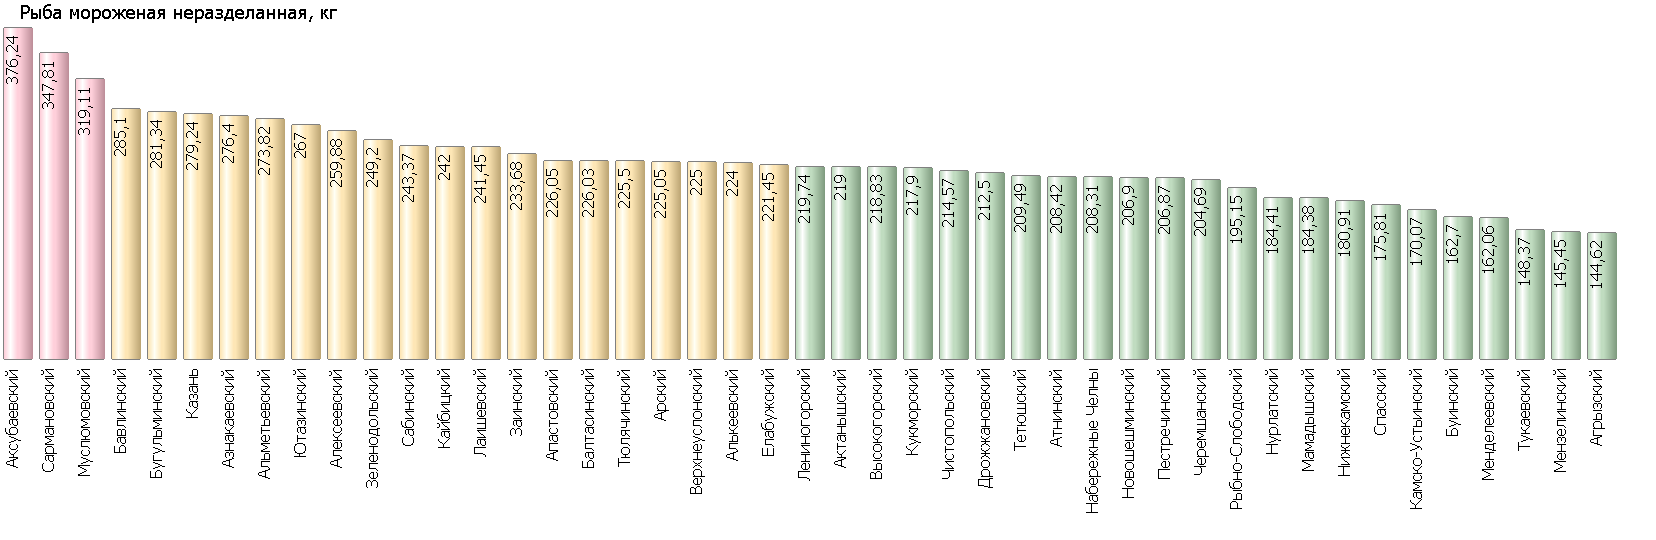 Рыба мороженая неразделанная, кг
376,24
347,81
319,11
285,1
281,34
279,24
276,4
273,82
267
259,88
249,2
243,37
242
241,45
233,68
226,05
226,03
225,5
225,05
225
224
221,45
219,74
219
218,83
217,9
214,57
212,5
209,49
208,42
208,31
206,9
206,87
204,69
195,15
184,41
184,38
180,91
175,81
170,07
162,7
162,06
148,37
145,45
144,62
Аксубаевский
Сармановский
Муслюмовский
Бавлинский
Бугульминский
Казань
Азнакаевский
Альметьевский
Ютазинский
Алексеевский
Зеленодольский
Сабинский
Кайбицкий
Лаишевский
Заинский
Апастовский
Балтасинский
Тюлячинский
Арский
Верхнеуслонский
Алькеевский
Елабужский
Лениногорский
Актанышский
Высокогорский
Кукморский
Чистопольский
Дрожжановский
Тетюшский
Атнинский
Набережные Челны
Новошешминский
Пестречинский
Черемшанский
Рыбно-Слободский
Нурлатский
Мамадышский
Нижнекамский
Спасский
Камско-Устьинский
Буинский
Менделеевский
Тукаевский
Мензелинский
Агрызский